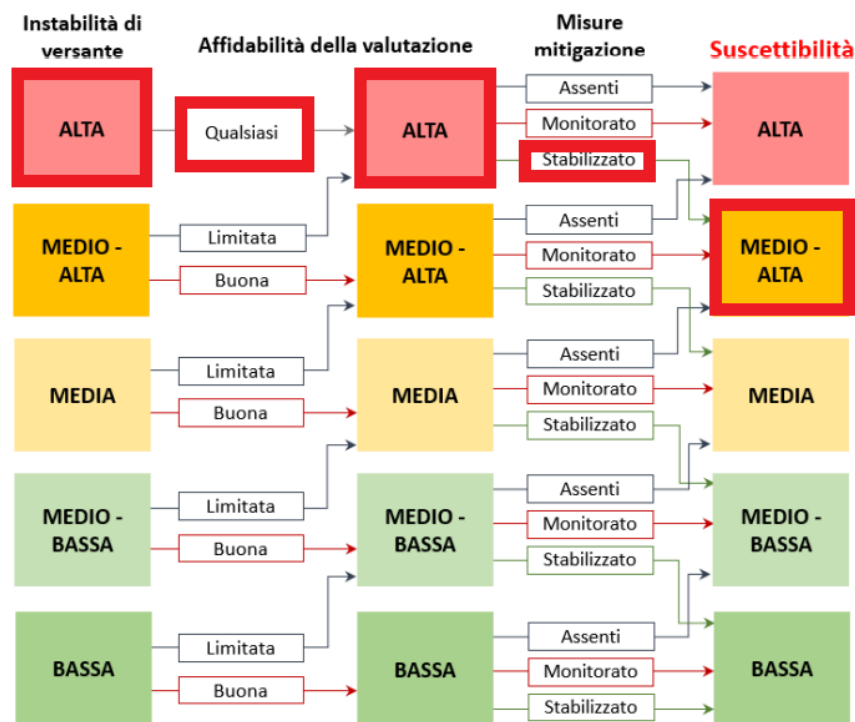 Instabilità di
versante
Affidabilità della valutazione
Misure
mitigazione
Suscettibilità
ALTA
Qualsiasi
ALTA
Assenti
Monitorato
Stabilizzato
ALTA
MEDIO -
ALTA
Limitata
Buona
MEDIO -
ALTA
Assenti
Monitorato
Stabilizzato
MEDIO -
ALTA
MEDIA
Limitata
Buona
MEDIA
Assenti
Monitorato
Stabilizzato
MEDIA
MEDIO -
BASSA
Limitata
Buona
MEDIO -
BASSA
Assenti
Monitorato
Stabilizzato
MEDIO -
BASSA
BASSA
Limitata
Buona
BASSA
Assenti
Monitorato
Stabilizzato
BASSA